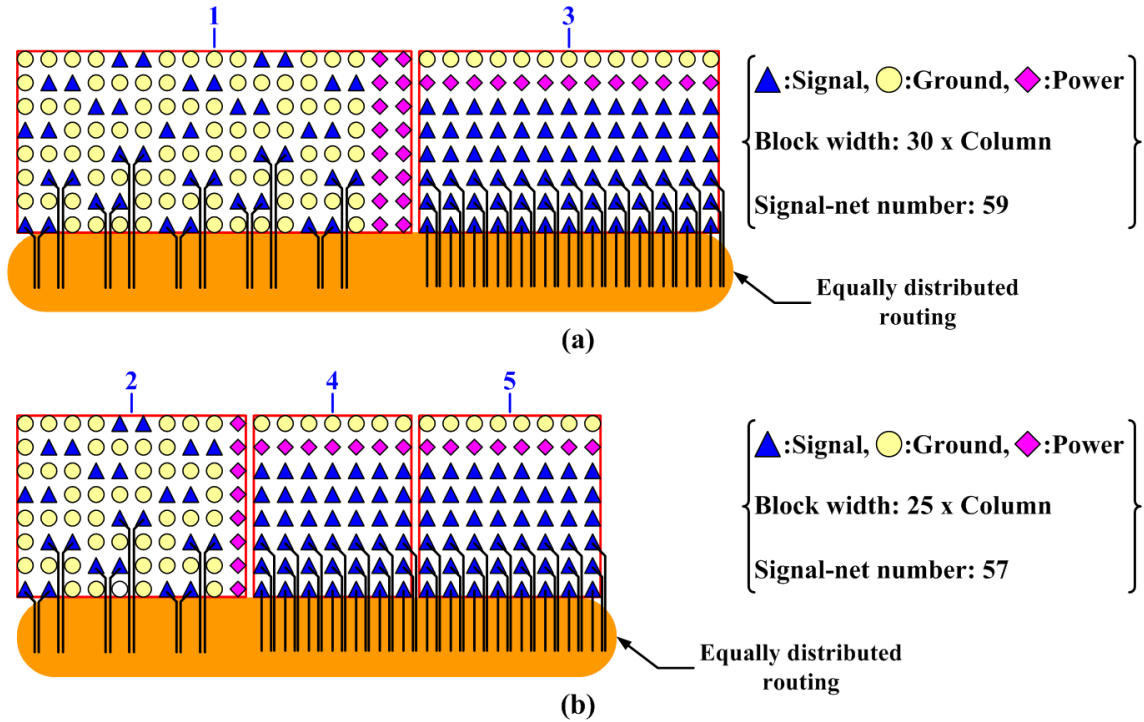 1
3
:Signal, :Ground, :Power
Block width: 30 x Column
Signal-net number: 59
Equally distributed
routing
(a)
2
4
5
:Signal, :Ground, :Power
Block width: 25 x Column
Signal-net number: 57
Equally distributed
routing
(b)